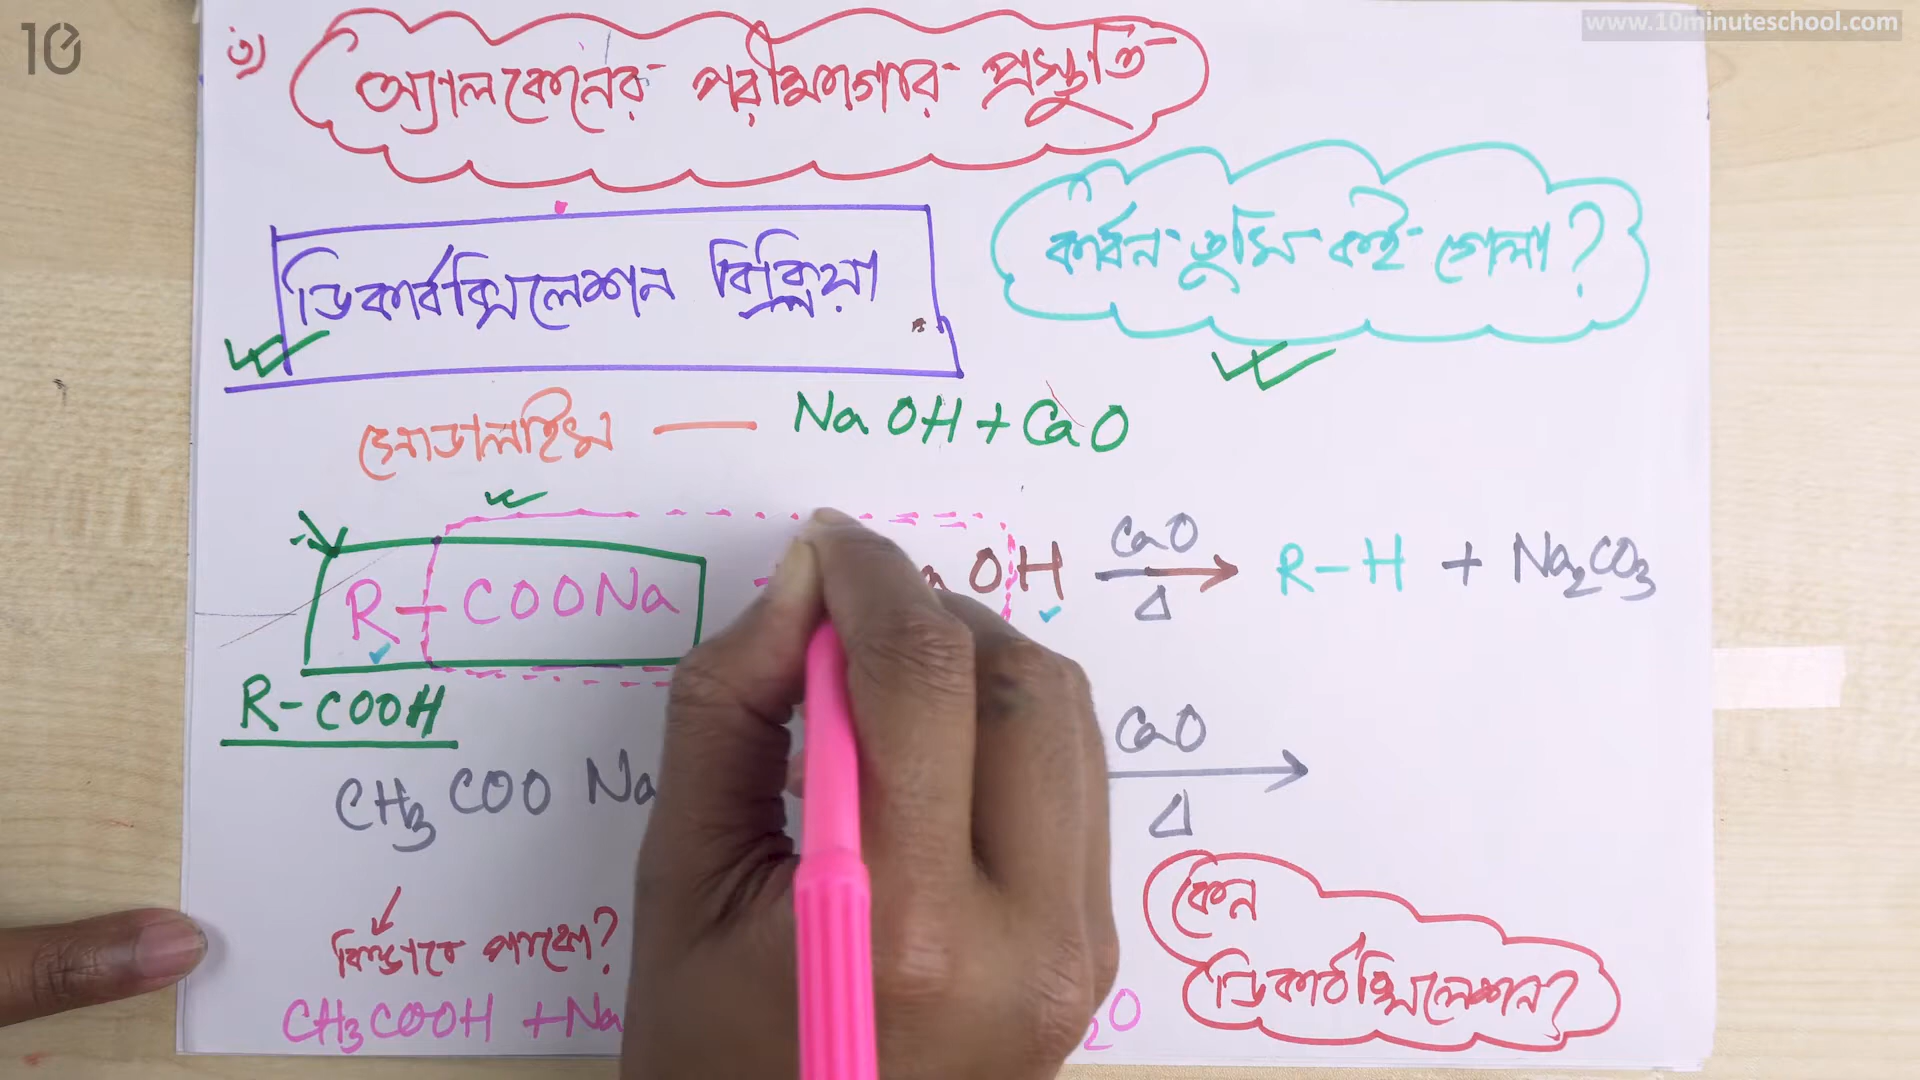 10
www.10minuteschool.com
৩) অ্যালকেনের পরীক্ষাগার প্রস্তুতি
ডিকার্বক্সিলেশন বিক্রিয়া
কার্বন তুমি কই গেলা?
সোডালাইম — NaOH + CaO
R-COONa + OH CaO Δ → R-H + Na₂CO₃
R-COOH
CH₃COONa CaO Δ →
কিভাবে পাবো?
কেন
ডিকার্বক্সিলেশন?
CH₃COOH + Na ₂O